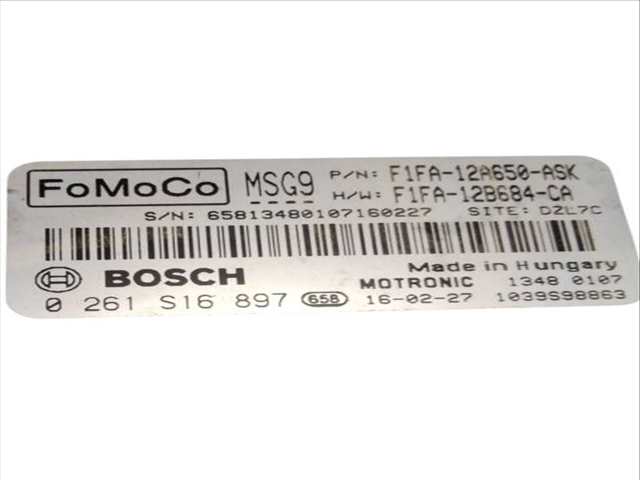 FoMoCo MSG9 P/N: F1FA-12A650-ASK
H/W: F1FA-12B684-CA
S/N: 65813480107160227 SITE: DZL7C
BOSCH Made in Hungary
MOTRONIC 1348 0107
0 261 S16 897 658 16-02-27 1039S98863